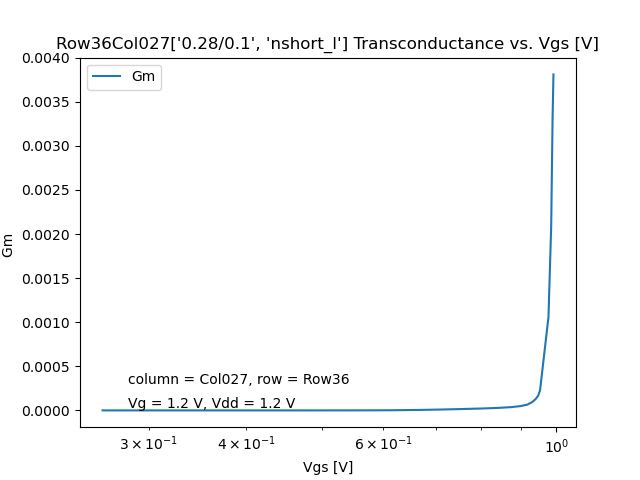 Row36Col027['0.28/0.1', 'nshort_l'] Transconductance vs. Vgs [V]
Gm
0.0040
0.0035
0.0030
0.0025
0.0020
0.0015
0.0010
0.0005
0.0000
Gm
column = Col027, row = Row36
Vg = 1.2 V, Vdd = 1.2 V
3 × 10⁻¹ 4 × 10⁻¹ 6 × 10⁻¹ 10⁰
Vgs [V]